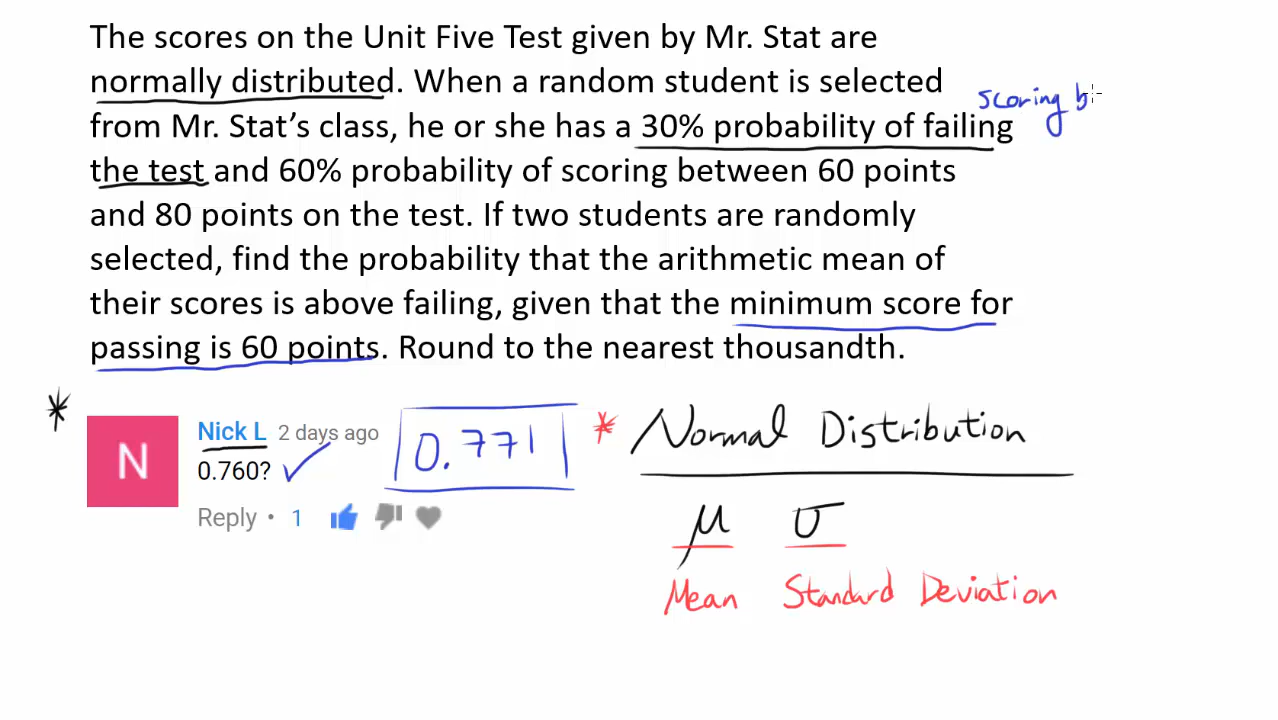 The scores on the Unit Five Test given by Mr. Stat are
normally distributed. When a random student is selected
scoring b
from Mr. Stat’s class, he or she has a 30% probability of failing
the test and 60% probability of scoring between 60 points
and 80 points on the test. If two students are randomly
selected, find the probability that the arithmetic mean of
their scores is above failing, given that the minimum score for
passing is 60 points. Round to the nearest thousandth.
*
N
Nick L 2 days ago
0.760? ✓
Reply • 1
0.771
* Normal Distribution
μ σ
Mean Standard Deviation